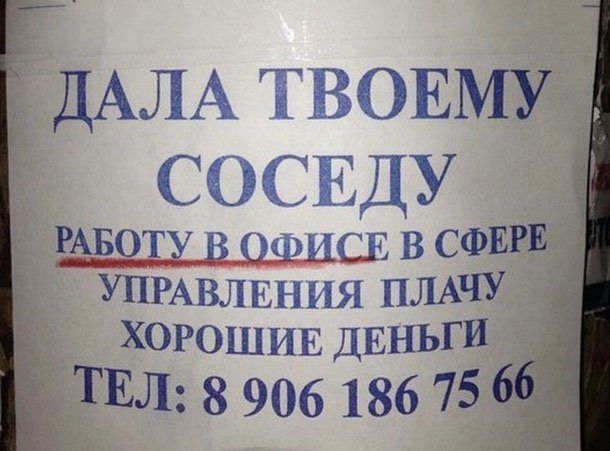 ДАЛА ТВОЕМУ
СОСЕДУ
РАБОТУ В ОФИСЕ В СФЕРЕ
УПРАВЛЕНИЯ ПЛАЧУ
ХОРОШИЕ ДЕНЬГИ
ТЕЛ: 8 906 186 75 66